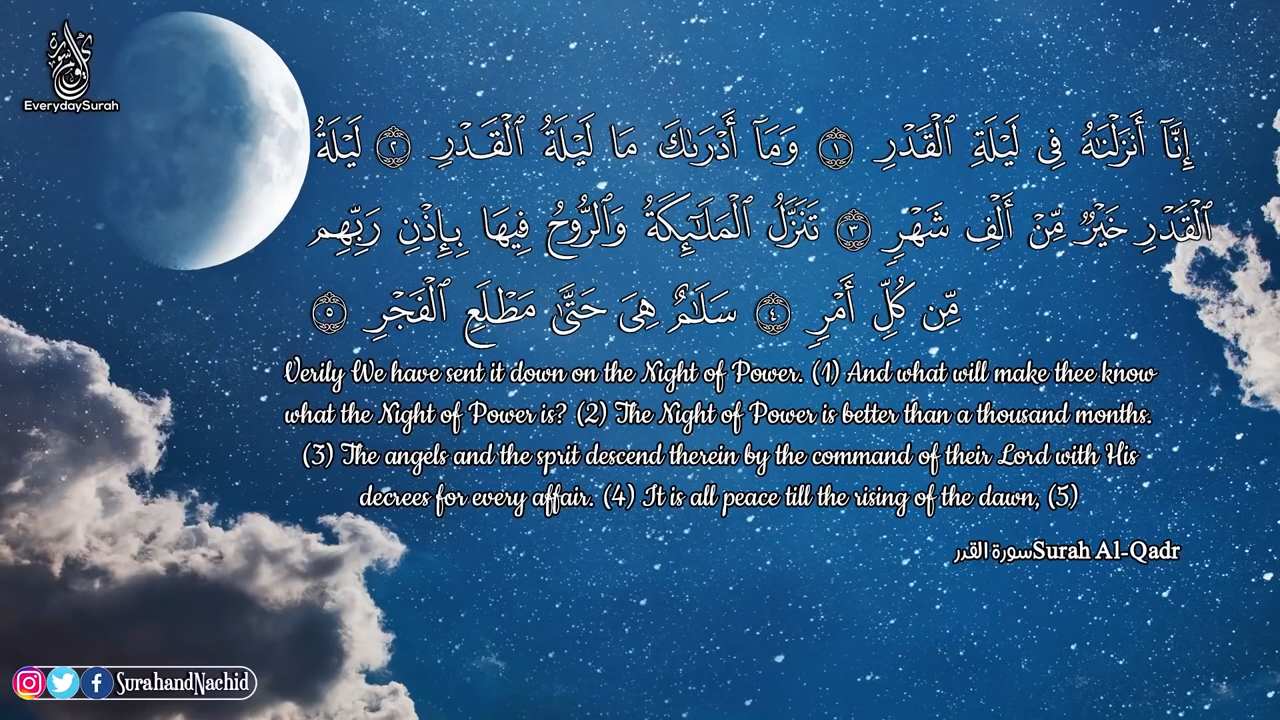 EverydaySurah
إِنَّآ أَنزَلْنَٰهُ فِى لَيْلَةِ ٱلْقَدْرِ ١ وَمَآ أَدْرَىٰكَ مَا لَيْلَةُ ٱلْقَدْرِ ٢ لَيْلَةُ
ٱلْقَدْرِ خَيْرٌ مِّنْ أَلْفِ شَهْرٍ ٣ تَنَزَّلُ ٱلْمَلَٰٓئِكَةُ وَٱلرُّوحُ فِيهَا بِإِذْنِ رَبِّهِم
مِّن كُلِّ أَمْرٍ ٤ سَلَٰمٌ هِىَ حَتَّىٰ مَطْلَعِ ٱلْفَجْرِ ٥
Verily We have sent it down on the Night of Power. (1) And what will make thee know
what the Night of Power is? (2) The Night of Power is better than a thousand months.
(3) The angels and the sprit descend therein by the command of their Lord with His
decrees for every affair. (4) It is all peace till the rising of the dawn, (5)
سورة القدرSurah Al-Qadr
SurahandNachid